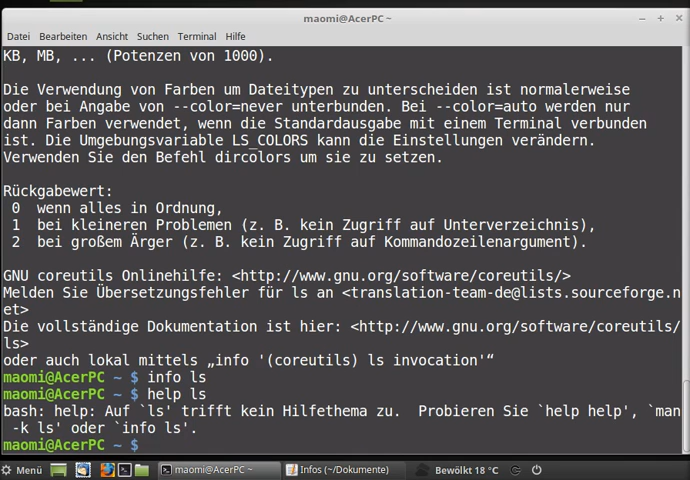 maomi@AcerPC ~
Datei Bearbeiten Ansicht Suchen Terminal Hilfe
KB, MB, ... (Potenzen von 1000).
Die Verwendung von Farben um Dateitypen zu unterscheiden ist normalerweise
oder bei Angabe von --color=never unterbunden. Bei --color=auto werden nur
dann Farben verwendet, wenn die Standardausgabe mit einem Terminal verbunden
ist. Die Umgebungsvariable LS_COLORS kann die Einstellungen verändern.
Verwenden Sie den Befehl dircolors um sie zu setzen.
Rückgabewert:
0 wenn alles in Ordnung,
1 bei kleineren Problemen (z. B. kein Zugriff auf Unterverzeichnis),
2 bei großem Ärger (z. B. kein Zugriff auf Kommandozeilenargument).
GNU coreutils Onlinehilfe: <http://www.gnu.org/software/coreutils/>
Melden Sie Übersetzungsfehler für ls an <translation-team-de@lists.sourceforge.n
et>
Die vollständige Dokumentation ist hier: <http://www.gnu.org/software/coreutils/
ls>
oder auch lokal mittels „info '(coreutils) ls invocation'“
maomi@AcerPC ~ $ info ls
maomi@AcerPC ~ $ help ls
bash: help: Auf `ls' trifft kein Hilfethema zu.  Probieren Sie `help help', `man
-k ls' oder `info ls'.
maomi@AcerPC ~ $
Menü maomi@AcerPC ~ Infos (~/Dokumente) Bewölkt 18 °C